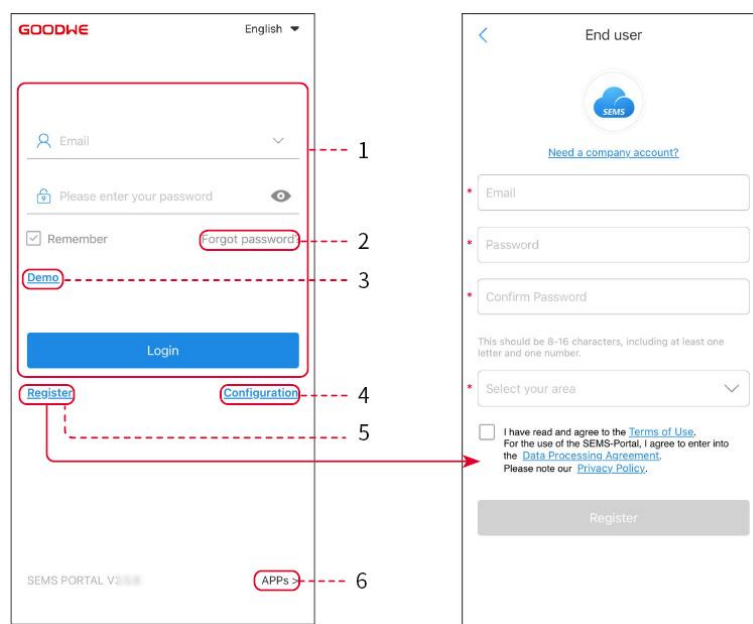 GOODWE
English
Email
Please enter your password
Remember
Forgot password?
Demo
Login
Register
Configuration
SEMS PORTAL V
APPs >
1
2
3
4
5
6
End user
SEMS
Need a company account?
* Email
* Password
* Confirm Password
This should be 8-16 characters, including at least one
letter and one number.
* Select your area
I have read and agree to the Terms of Use.
For the use of the SEMS-Portal, I agree to enter into
the Data Processing Agreement.
Please note our Privacy Policy.
Register